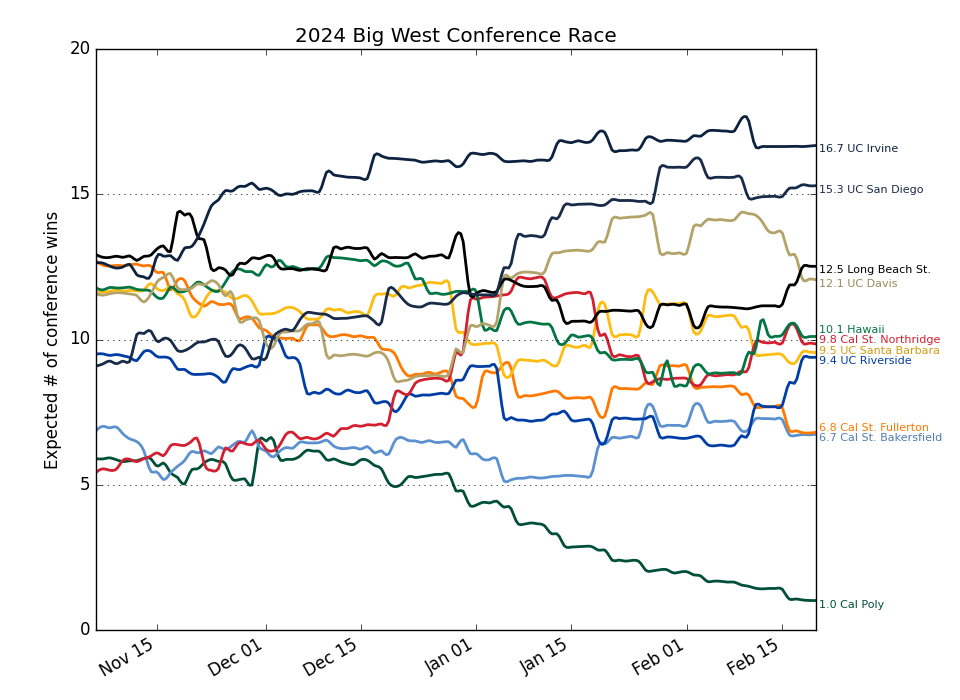 2024 Big West Conference Race
Expected # of conference wins
20
15
10
5
0
Nov 15
Dec 01
Dec 15
Jan 01
Jan 15
Feb 01
Feb 15
16.7 UC Irvine
15.3 UC San Diego
12.5 Long Beach St.
12.1 UC Davis
10.1 Hawaii
9.8 Cal St. Northridge
9.5 UC Santa Barbara
9.4 UC Riverside
6.8 Cal St. Fullerton
6.7 Cal St. Bakersfield
1.0 Cal Poly